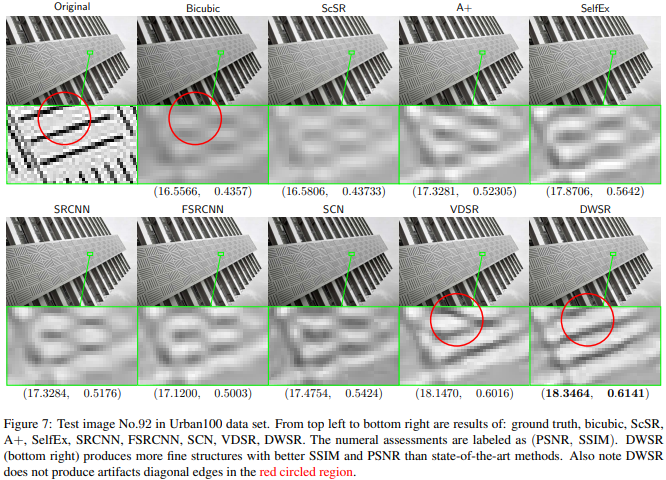 Original Bicubic ScSR A+ SelfEx
(16.5566, 0.4357) (16.5806, 0.43733) (17.3281, 0.52305) (17.8706, 0.5642)
SRCNN FSRCNN SCN VDSR DWSR
(17.3284, 0.5176) (17.1200, 0.5003) (17.4754, 0.5424) (18.1470, 0.6016) (18.3464, 0.6141)
Figure 7: Test image No.92 in Urban100 data set. From top left to bottom right are results of: ground truth, bicubic, ScSR,
A+, SelfEx, SRCNN, FSRCNN, SCN, VDSR, DWSR. The numeral assessments are labeled as (PSNR, SSIM). DWSR
(bottom right) produces more fine structures with better SSIM and PSNR than state-of-the-art methods. Also note DWSR
does not produce artifacts diagonal edges in the red circled region.